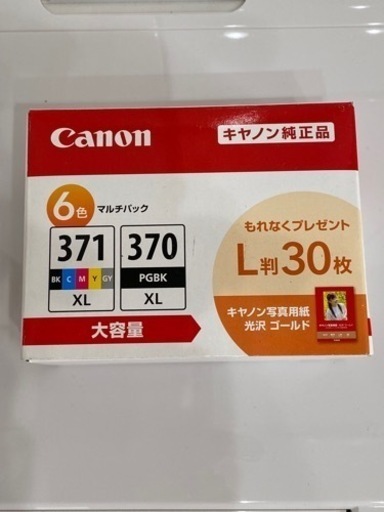 Canon
キヤノン純正品
6色 マルチパック
371
BK C M Y GY
XL
370
PGBK
XL
大容量
もれなくプレゼント
L判30枚
キヤノン写真用紙
光沢 ゴールド